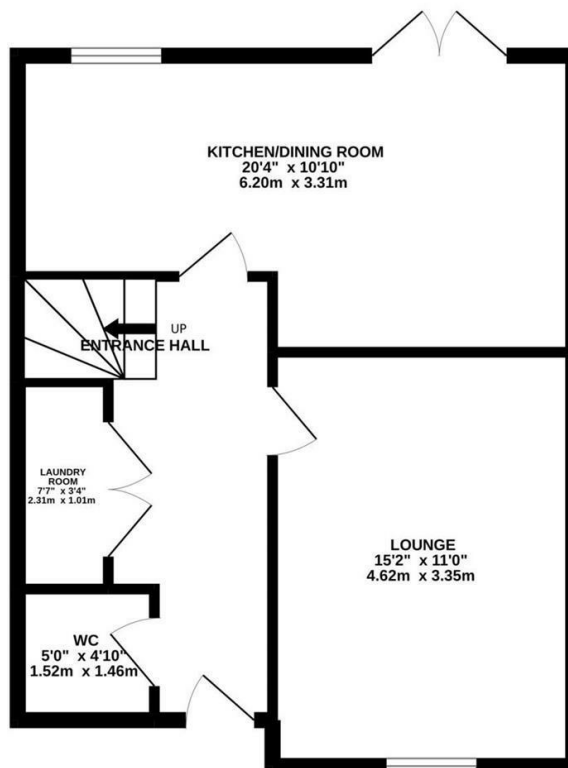 KITCHEN/DINING ROOM
20'4" x 10'10"
6.20m x 3.31m
UP
ENTRANCE HALL
LAUNDRY
ROOM
7'7" x 3'4"
2.31m x 1.01m
LOUNGE
15'2" x 11'0"
4.62m x 3.35m
WC
5'0" x 4'10"
1.52m x 1.46m